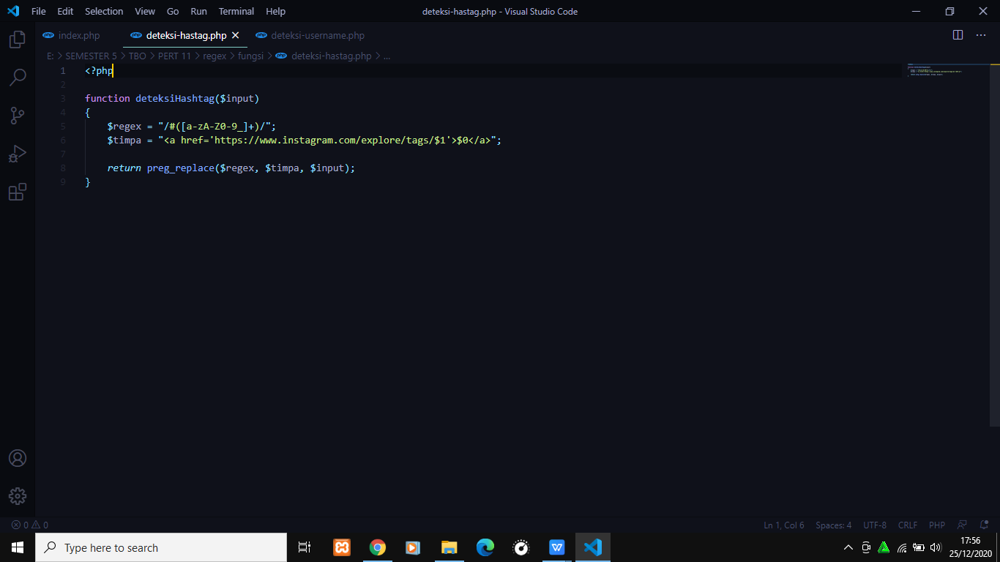 File Edit Selection View Go Run Terminal Help
deteksi-hastag.php - Visual Studio Code
php index.php
php deteksi-hastag.php
php deteksi-username.php
E: > SEMESTER 5 > TBO > PERT 11 > regex > fungsi > php deteksi-hastag.php > ...
1 <?php
2
3 function deteksiHashtag($input)
4 {
5 $regex = "/#([a-zA-Z0-9_]+)/";
6 $timpa = "<a href='https://www.instagram.com/explore/tags/$1'>$0</a>";
7
8 return preg_replace($regex, $timpa, $input);
9 }
0 0
Ln 1, Col 6 Spaces: 4 UTF-8 CRLF PHP
Type here to search
W
17:56
25/12/2020